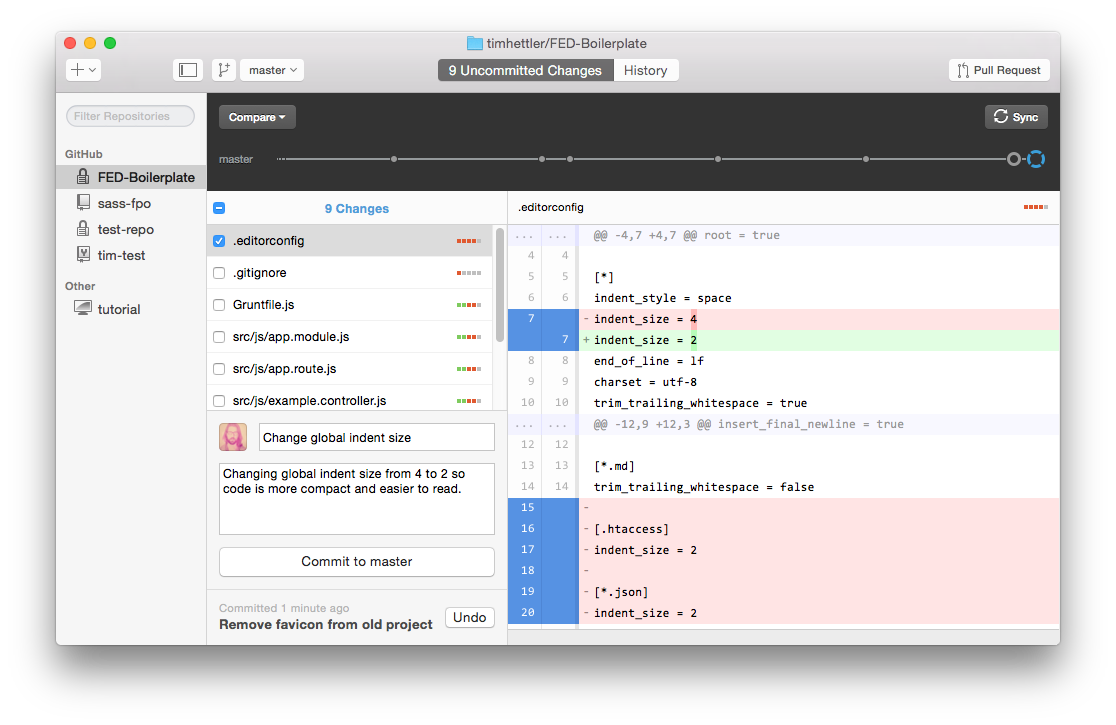 timhettler/FED-Boilerplate
master
9 Uncommitted Changes
History
Pull Request
Filter Repositories
GitHub
FED-Boilerplate
sass-fpo
test-repo
tim-test
Other
tutorial
Compare
Sync
master
9 Changes
.editorconfig
.gitignore
Gruntfile.js
src/js/app.module.js
src/js/app.route.js
src/js/example.controller.js
Change global indent size
Changing global indent size from 4 to 2 so
code is more compact and easier to read.
Commit to master
Committed 1 minute ago
Remove favicon from old project
Undo
.editorconfig
... ... @@ -4,7 +4,7 @@ root = true
4 4
5 5 [*]
6 6 indent_style = space
7 - indent_size = 4
7 + indent_size = 2
8 8 end_of_line = lf
9 9 charset = utf-8
10 10 trim_trailing_whitespace = true
... ... @@ -12,9 +12,3 @@ insert_final_newline = true
12 12
13 13 [*.md]
14 14 trim_trailing_whitespace = false
15 -
16 - [.htaccess]
17 - indent_size = 2
18 -
19 - [*.json]
20 - indent_size = 2